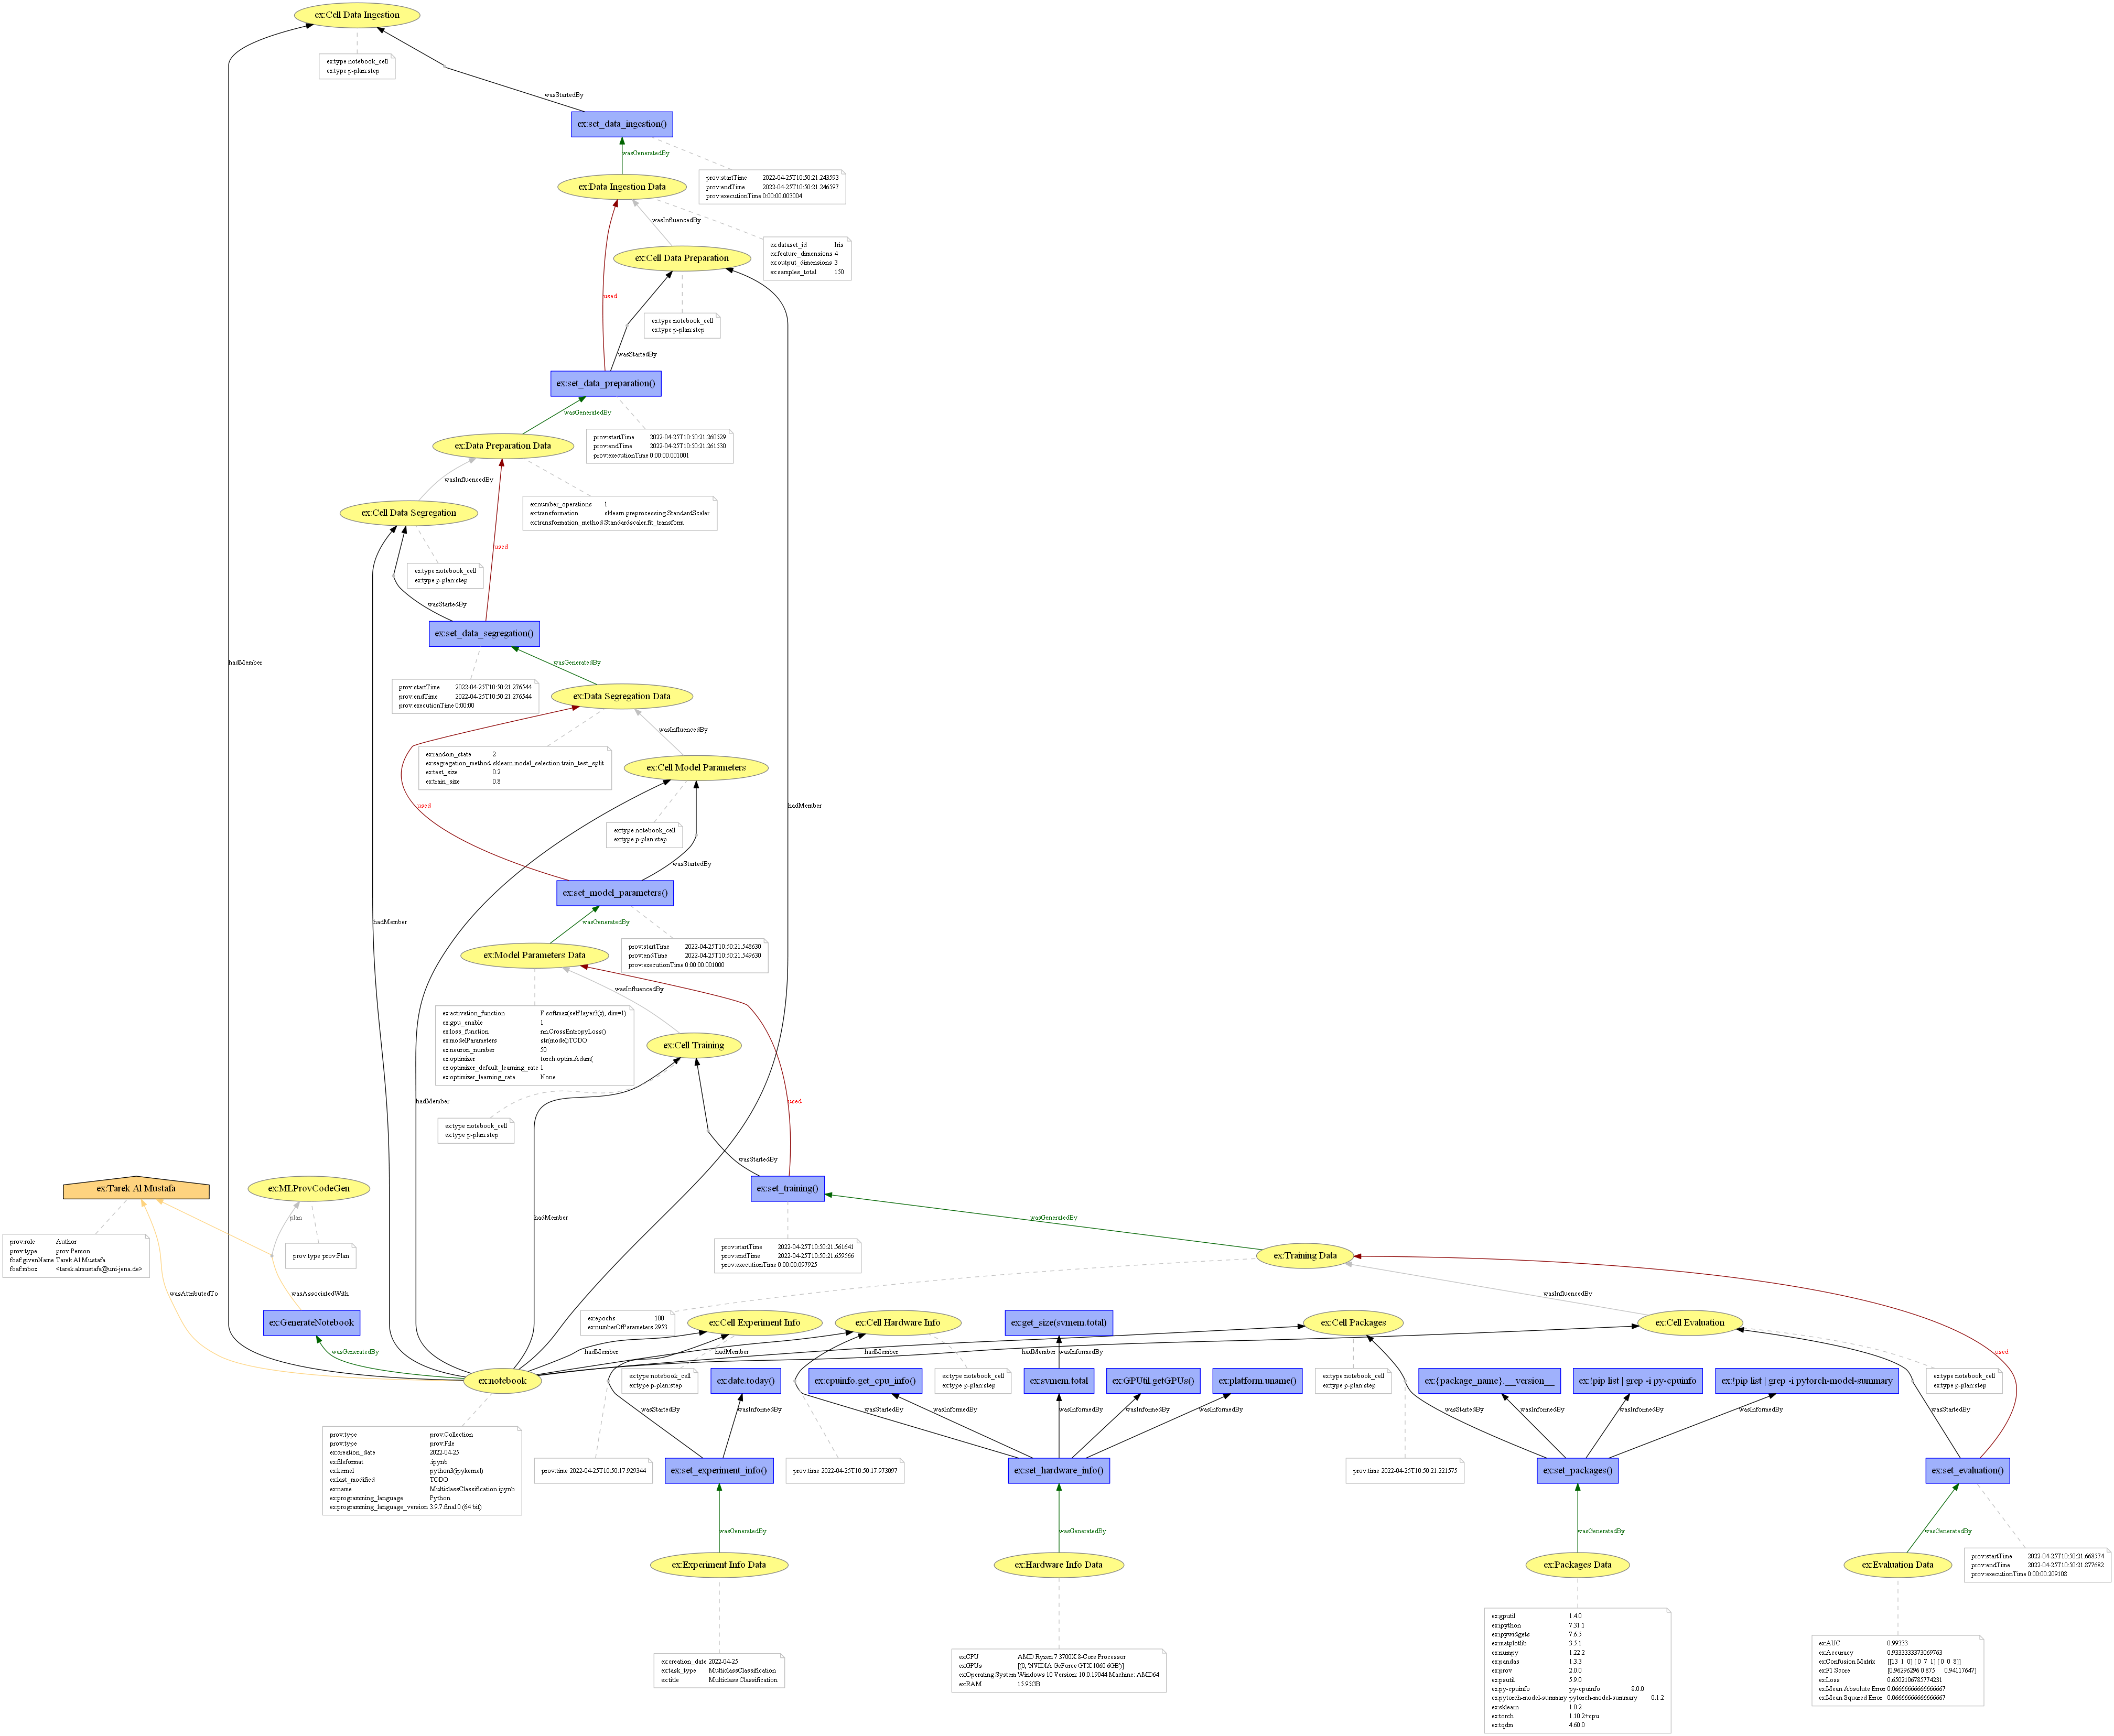 ex:Cell Data Ingestion
ex:type notebook_cell
ex:type p-plan:step
wasStartedBy
ex:set_data_ingestion()
wasGeneratedBy
prov:startTime 2022-04-25T10:50:21.243593
prov:endTime 2022-04-25T10:50:21.246597
prov:executionTime 0:00:00.003004
ex:Data Ingestion Data
wasInfluencedBy
ex:dataset_id Iris
ex:feature_dimensions 4
ex:output_dimensions 3
ex:samples_total 150
ex:Cell Data Preparation
used
ex:type notebook_cell
ex:type p-plan:step
wasStartedBy
ex:set_data_preparation()
wasGeneratedBy
prov:startTime 2022-04-25T10:50:21.260529
prov:endTime 2022-04-25T10:50:21.261530
prov:executionTime 0:00:00.001001
ex:Data Preparation Data
wasInfluencedBy
ex:number_operations 1
ex:transformation sklearn.preprocessing.StandardScaler
ex:transformation_method Standardscaler.fit_transform
ex:Cell Data Segregation
used
ex:type notebook_cell
ex:type p-plan:step
wasStartedBy
ex:set_data_segregation()
hadMember
wasGeneratedBy
prov:startTime 2022-04-25T10:50:21.276544
prov:endTime 2022-04-25T10:50:21.276544
prov:executionTime 0:00:00
ex:Data Segregation Data
wasInfluencedBy
ex:random_state 2
ex:segregation_method sklearn.model_selection.train_test_split
ex:test_size 0.2
ex:train_size 0.8
ex:Cell Model Parameters
used
hadMember
ex:type notebook_cell
ex:type p-plan:step
wasStartedBy
ex:set_model_parameters()
hadMember
wasGeneratedBy
prov:startTime 2022-04-25T10:50:21.548630
prov:endTime 2022-04-25T10:50:21.549630
prov:executionTime 0:00:00.001000
ex:Model Parameters Data
wasInfluencedBy
ex:activation_function F.softmax(self.layer3(x), dim=1)
ex:gpu_enable 1
ex:loss_function nn.CrossEntropyLoss()
ex:modelParameters str(model)TODO
ex:neuron_number 50
ex:optimizer torch.optim.Adam(
ex:optimizer_default_learning_rate 1
ex:optimizer_learning_rate None
ex:Cell Training
hadMember
used
ex:type notebook_cell
ex:type p-plan:step
wasStartedBy
ex:Tarek Al Mustafa
ex:MLProvCodeGen
ex:set_training()
plan
hadMember
wasGeneratedBy
prov:role Author
prov:type prov:Person
foaf:givenName Tarek Al Mustafa
foaf:mbox <tarek.almustafa@uni-jena.de>
prov:type prov:Plan
prov:startTime 2022-04-25T10:50:21.561641
prov:endTime 2022-04-25T10:50:21.659566
prov:executionTime 0:00:00.097925
ex:Training Data
wasAttributedTo
wasAssociatedWith
wasInfluencedBy
ex:GenerateNotebook
ex:epochs 100
ex:numberOfParameters 2953
ex:Cell Experiment Info
ex:Cell Hardware Info
ex:get_size(svmem.total)
ex:Cell Packages
ex:Cell Evaluation
wasGeneratedBy
hadMember
hadMember
hadMember
wasInformedBy
hadMember
used
ex:notebook
ex:type notebook_cell
ex:type p-plan:step
ex:date.today()
ex:cpuinfo.get_cpu_info()
ex:type notebook_cell
ex:type p-plan:step
ex:svmem.total
ex:GPUtil.getGPUs()
ex:platform.uname()
ex:type notebook_cell
ex:type p-plan:step
ex:{package_name}.__version__
ex:!pip list | grep -i py-cpuinfo
ex:!pip list | grep -i pytorch-model-summary
ex:type notebook_cell
ex:type p-plan:step
wasStartedBy
wasInformedBy
wasStartedBy
wasInformedBy
wasInformedBy
wasInformedBy
wasInformedBy
wasStartedBy
wasInformedBy
wasInformedBy
wasInformedBy
wasStartedBy
prov:type prov:Collection
prov:type prov:File
ex:creation_date 2022-04-25
ex:fileformat .ipynb
ex:kernel python3(ipykernel)
ex:last_modified TODO
ex:name MulticlassClassification.ipynb
ex:programming_language Python
ex:programming_language_version 3.9.7.final.0 (64 bit)
prov:time 2022-04-25T10:50:17.929344
ex:set_experiment_info()
prov:time 2022-04-25T10:50:17.973097
ex:set_hardware_info()
prov:time 2022-04-25T10:50:21.221575
ex:set_packages()
ex:set_evaluation()
wasGeneratedBy
wasGeneratedBy
wasGeneratedBy
wasGeneratedBy
prov:startTime 2022-04-25T10:50:21.668574
prov:endTime 2022-04-25T10:50:21.877682
prov:executionTime 0:00:00.209108
ex:Experiment Info Data
ex:Hardware Info Data
ex:Packages Data
ex:Evaluation Data
ex:creation_date 2022-04-25
ex:task_type MulticlassClassification
ex:title Multiclass Classification
ex:CPU AMD Ryzen 7 3700X 8-Core Processor
ex:GPUs [(0, 'NVIDIA GeForce GTX 1060 6GB')]
ex:Operating System Windows 10 Version: 10.0.19044 Machine: AMD64
ex:RAM 15.95GB
ex:gputil 1.4.0
ex:ipython 7.31.1
ex:ipywidgets 7.6.5
ex:matplotlib 3.5.1
ex:numpy 1.22.2
ex:pandas 1.3.3
ex:prov 2.0.0
ex:psutil 5.9.0
ex:py-cpuinfo py-cpuinfo 8.0.0
ex:pytorch-model-summary pytorch-model-summary 0.1.2
ex:sklearn 1.0.2
ex:torch 1.10.2+cpu
ex:tqdm 4.60.0
ex:AUC 0.99333
ex:Accuracy 0.9333333373069763
ex:Confusion Matrix [[13 1 0] [ 0 7 1] [ 0 0 8]]
ex:F1 Score [0.96296296 0.875 0.94117647]
ex:Loss 0.6502106785774231
ex:Mean Absolute Error 0.06666666666666667
ex:Mean Squared Error 0.06666666666666667